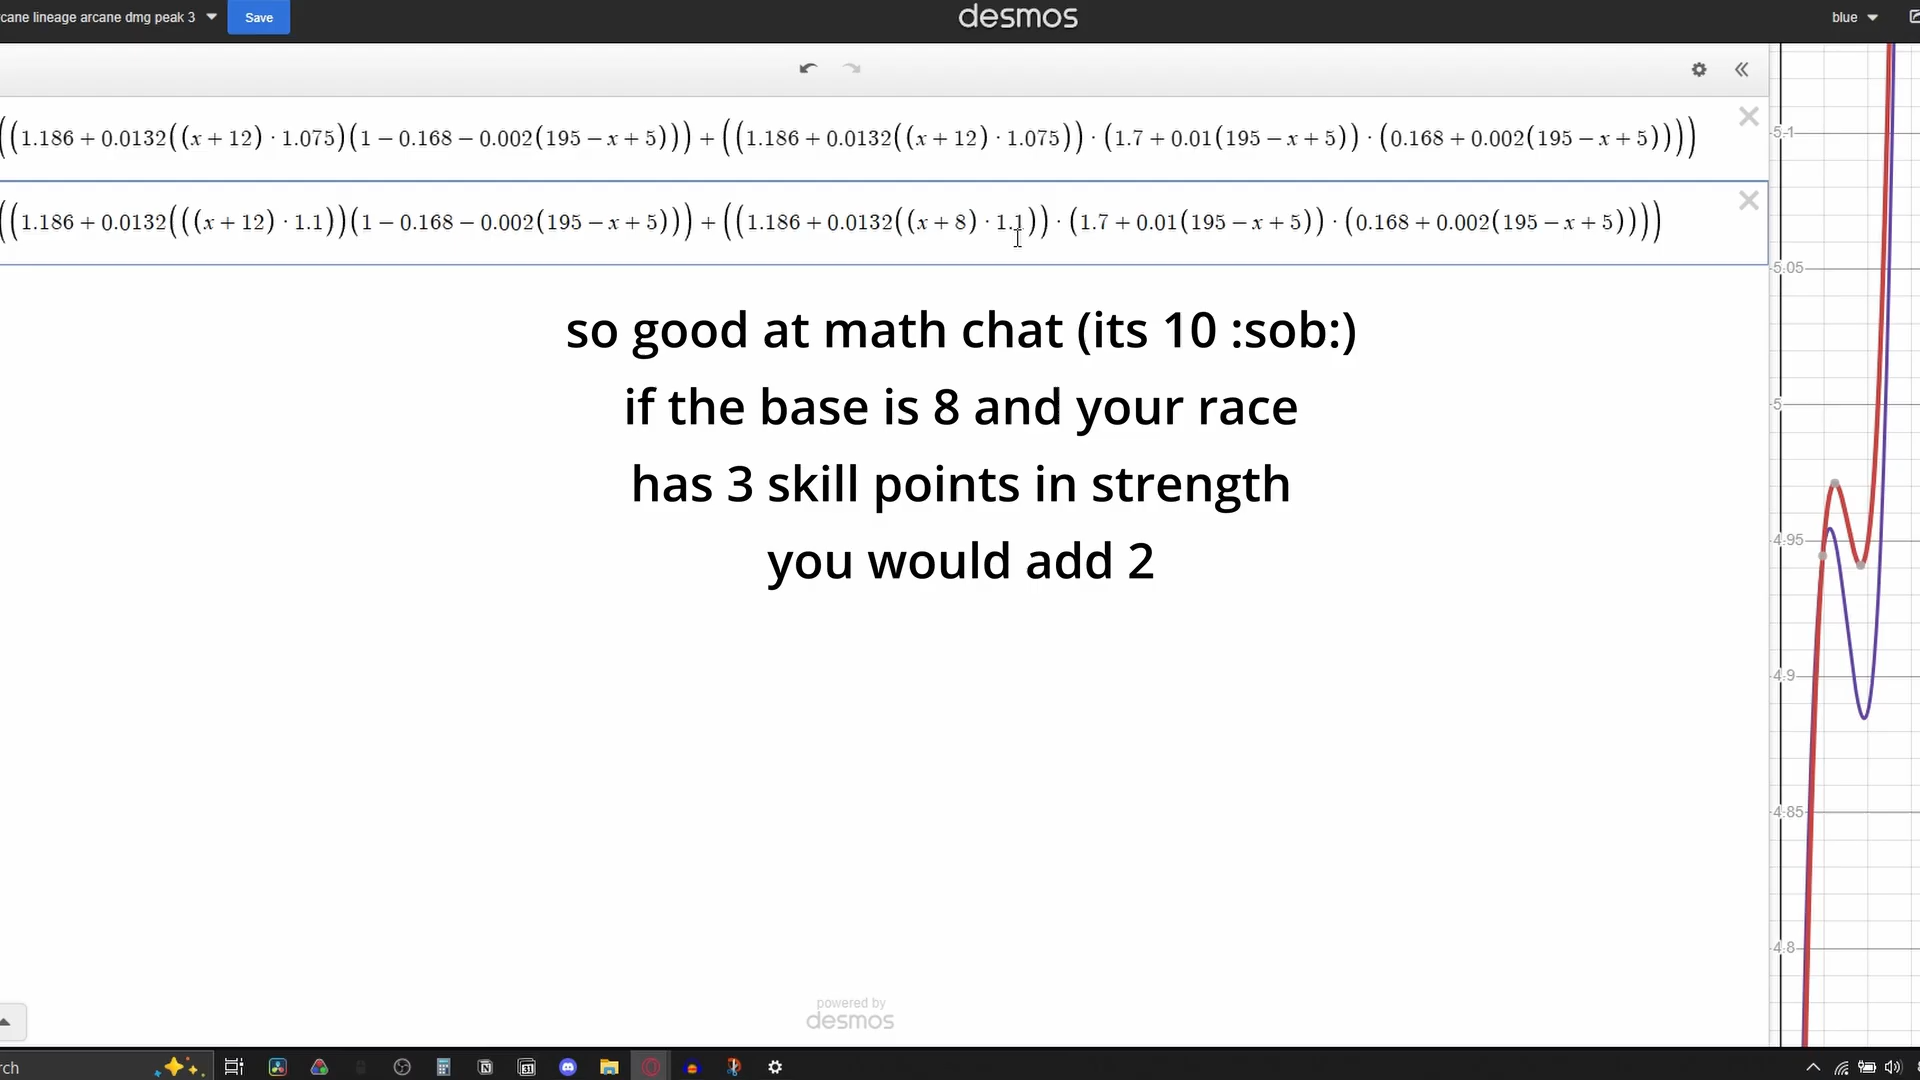 cane lineage arcane dmg peak 3
Save
desmos
blue
((1.186+0.0132((x+12)·1.075)(1−0.168−0.002(195−x+5)))+((1.186+0.0132((x+12)·1.075))·(1.7+0.01(195−x+5))·(0.168+0.002(195−x+5))))
((1.186+0.0132(((x+12)·1.1))(1−0.168−0.002(195−x+5)))+((1.186+0.0132((x+8)·1.1))·(1.7+0.01(195−x+5))·(0.168+0.002(195−x+5))))
5.1
5.05
5
4.95
4.9
4.85
4.8
so good at math chat (its 10 :sob:)
if the base is 8 and your race
has 3 skill points in strength
you would add 2
powered by
desmos
rch
31